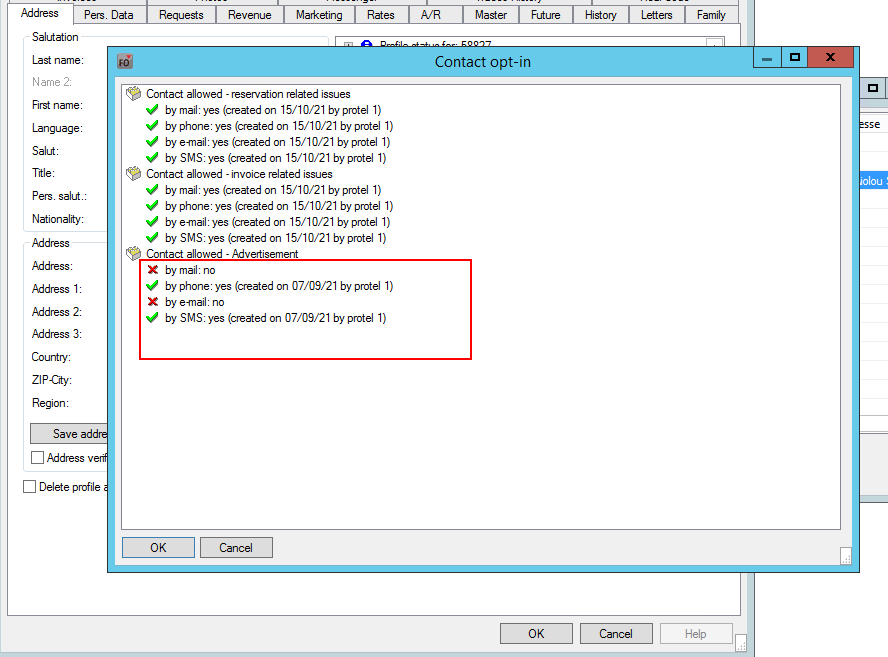 Address
Pers. Data
Requests
Revenue
Marketing
Rates
A/R
Master
Future
History
Letters
Family
Salutation
Profile status for: 58827
Last name:
Name 2:
First name:
Language:
Salut:
Title:
Pers. salut.:
Nationality:
Address
Address:
Address 1:
Address 2:
Address 3:
Country:
ZIP-City:
Region:
Save addre
Address verif
Delete profile a
FO
Contact opt-in
Contact allowed - reservation related issues
by mail: yes (created on 15/10/21 by protel 1)
by phone: yes (created on 15/10/21 by protel 1)
by e-mail: yes (created on 15/10/21 by protel 1)
by SMS: yes (created on 15/10/21 by protel 1)
Contact allowed - invoice related issues
by mail: yes (created on 15/10/21 by protel 1)
by phone: yes (created on 15/10/21 by protel 1)
by e-mail: yes (created on 15/10/21 by protel 1)
by SMS: yes (created on 15/10/21 by protel 1)
Contact allowed - Advertisement
by mail: no
by phone: yes (created on 07/09/21 by protel 1)
by e-mail: no
by SMS: yes (created on 07/09/21 by protel 1)
OK
Cancel
esse
OK
Cancel
Help